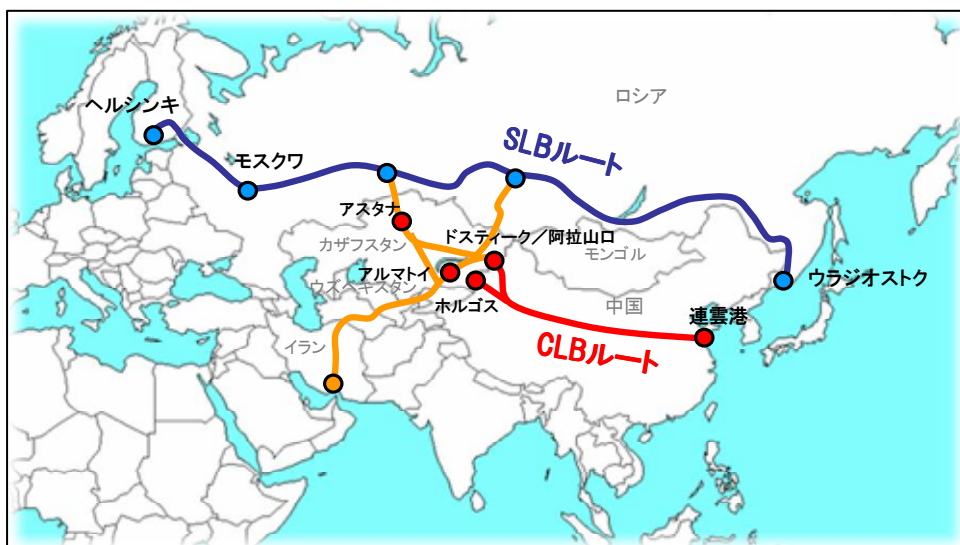 ロシア
ヘルシンキ
SLBルート
モスクワ
アスタナ
カザフスタン
ドスティーク／阿拉山口
モンゴル
アルマトイ
ウズベキスタン
ホルゴス
中国
ウラジオストク
連雲港
イラン
CLBルート